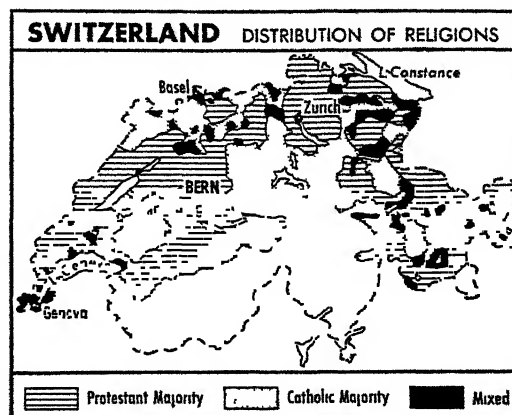 SWITZERLAND DISTRIBUTION OF RELIGIONS
L. Constance
Basel
Zurich
BERN
Geneva
Protestant Majority Catholic Majority Mixed